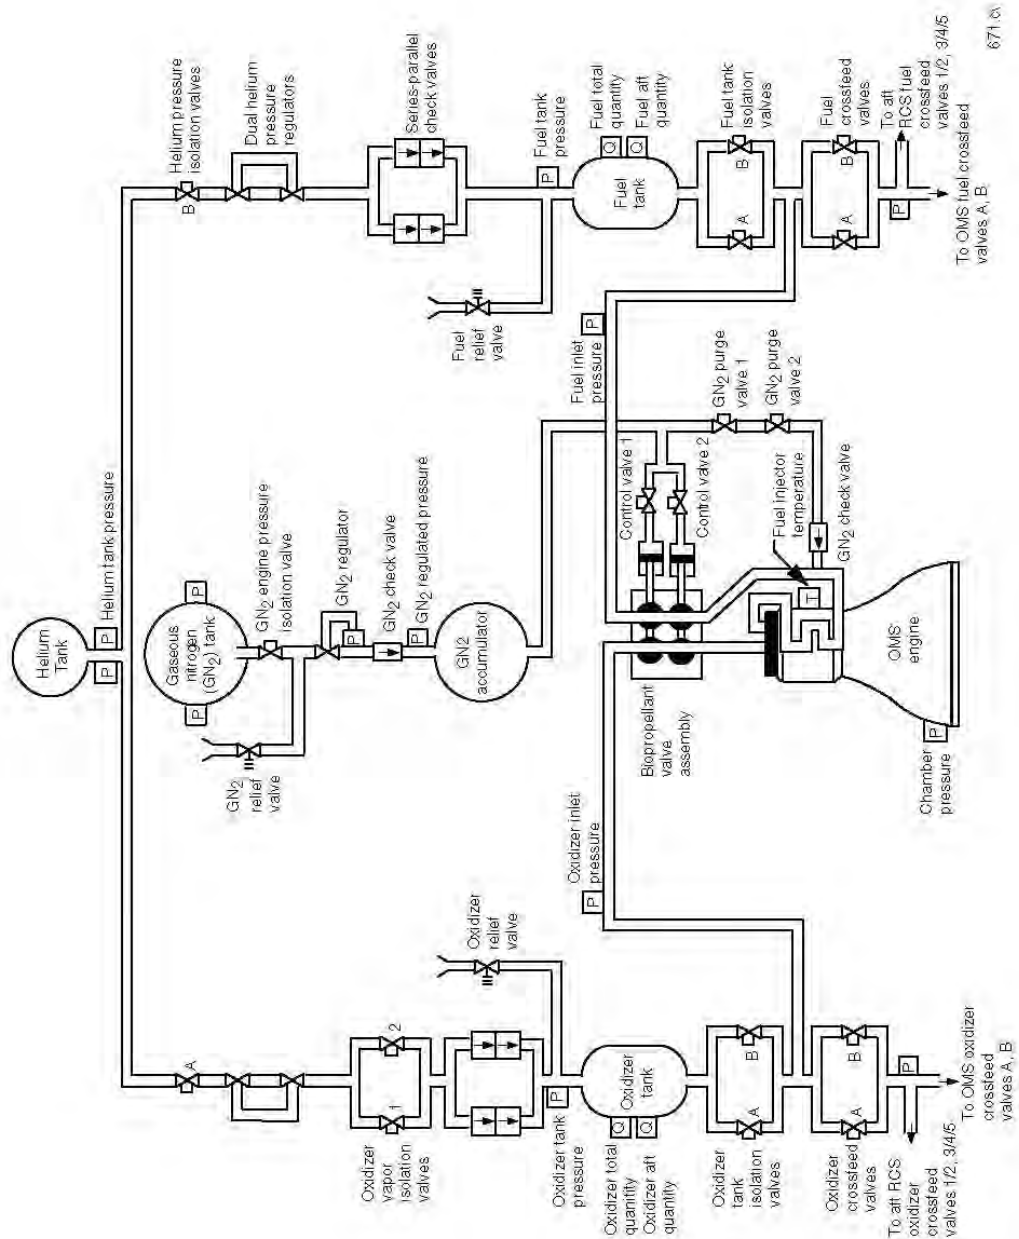 Helium
Tank
Helium tank pressure
P
P
Helium pressure
isolation valves
B
Dual helium
pressure
regulators
Series-parallel
check valves
Gaseous
nitrogen
(GN2) tank
P
P
GN2 engine pressure
isolation valve
GN2
relief
valve
GN2 regulator
P
GN2 check valve
GN2 regulated pressure
P
GN2
accumulator
Fuel
relief
valve
Fuel tank
pressure
P
Fuel total
quantity
Fuel aft
quantity
Q
Q
Fuel
tank
Fuel tank
isolation
valves
A
B
Fuel
crossfeed
valves
A
B
To aft
RCS fuel
crossfeed
valves 1/2, 3/4/5
P
To OMS fuel crossfeed
valves A, B
Fuel inlet
pressure
P
Control valve 1
Control valve 2
GN2 purge
valve 1
GN2 purge
valve 2
Fuel injector
temperature
T
GN2 check valve
Biopropellant
valve
assembly
OMS
engine
Chamber
pressure
P
Oxidizer inlet
pressure
P
A
Oxidizer
vapor
isolation
valves
1
2
Oxidizer
relief
valve
Oxidizer tank
pressure
P
Oxidizer total
quanitity
Oxidizer aft
quantity
Q
Q
Oxidizer
tank
Oxidizer
tank
isolation
valves
A
B
Oxidizer
crossfeed
valves
A
B
To aft RCS
oxidizer
crossfeed
valves 1/2, 3/4/5
P
To OMS oxidizer
crossfeed
valves A, B